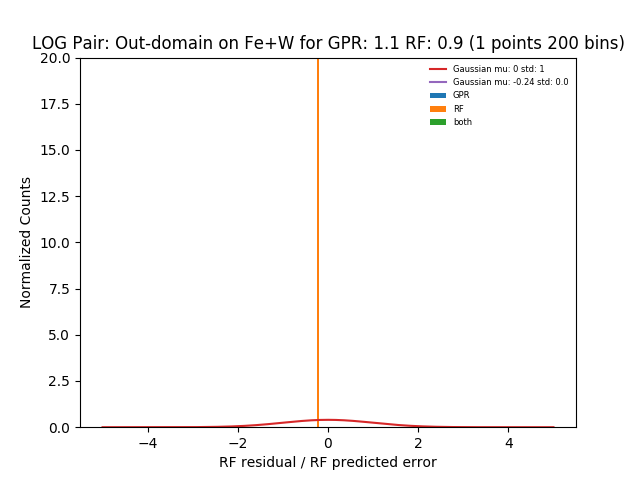 LOG Pair: Out-domain on Fe+W for GPR: 1.1 RF: 0.9 (1 points 200 bins)
20.0
17.5
15.0
12.5
10.0
7.5
5.0
2.5
0.0
Normalized Counts
Gaussian mu: 0 std: 1
Gaussian mu: -0.24 std: 0.0
GPR
RF
both
−4
−2
0
2
4
RF residual / RF predicted error